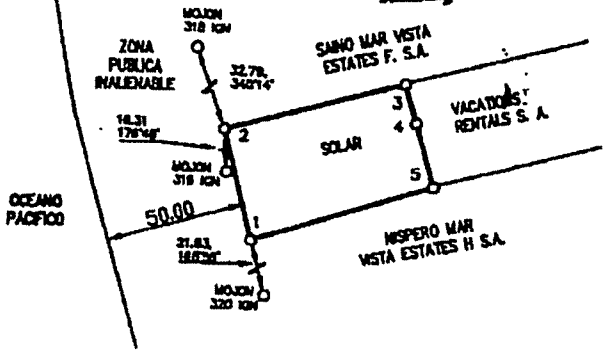 MOJON
318 IGN
ZONA
PUBLICA
INALIENABLE
SAINO MAR VISTA
ESTATES F. S.A.
32.79,
340°14"
3
VACATIONS
RENTALS S. A.
4
16.31
2
SOLAR
MOJON
319 IGN
5
OCEANO
PACIFICO
50.00
1
NISPERO MAR
VISTA ESTATES H S.A.
21.83,
MOJON
320 IGN